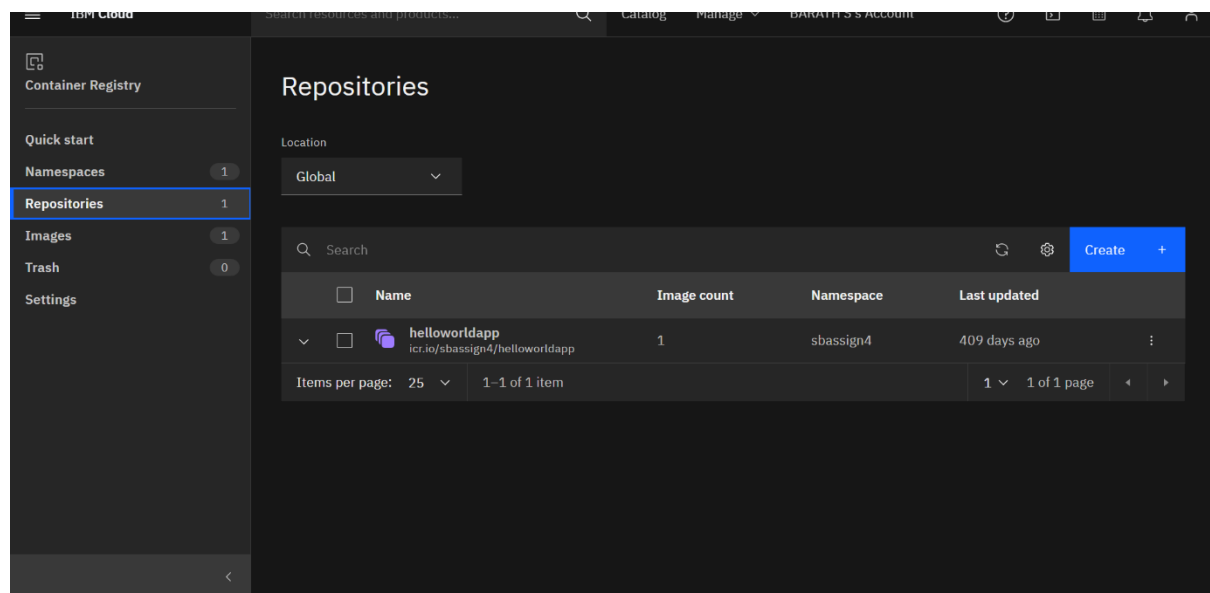 IBM Cloud
Search resources and products...
Catalog
Manage
BARATH S's Account
Container Registry
Quick start
Namespaces 1
Repositories 1
Images 1
Trash 0
Settings
Repositories
Location
Global
Search
Create +
Name Image count Namespace Last updated
helloworldapp
icr.io/sbassign4/helloworldapp
1 sbassign4 409 days ago
Items per page: 25 1–1 of 1 item 1 1 of 1 page